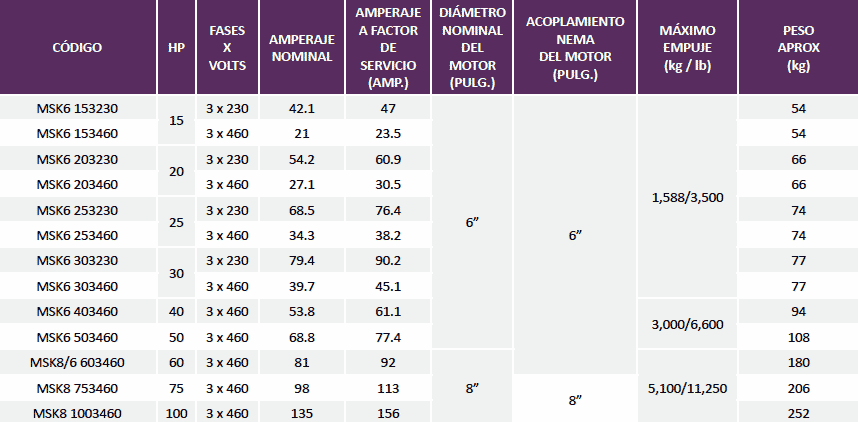 CÓDIGO | HP | FASES X VOLTS | AMPERAJE NOMINAL | AMPERAJE A FACTOR DE SERVICIO (AMP.) | DIÁMETRO NOMINAL DEL MOTOR (PULG.) | ACOPLAMIENTO NEMA DEL MOTOR (PULG.) | MÁXIMO EMPUJE (kg / lb) | PESO APROX (kg)
MSK6 153230 | 15 | 3 x 230 | 42.1 | 47 | 6” | 6” | 1,588/3,500 | 54
MSK6 153460 | 3 x 460 | 21 | 23.5 | 54
MSK6 203230 | 20 | 3 x 230 | 54.2 | 60.9 | 66
MSK6 203460 | 3 x 460 | 27.1 | 30.5 | 66
MSK6 253230 | 25 | 3 x 230 | 68.5 | 76.4 | 74
MSK6 253460 | 3 x 460 | 34.3 | 38.2 | 74
MSK6 303230 | 30 | 3 x 230 | 79.4 | 90.2 | 77
MSK6 303460 | 3 x 460 | 39.7 | 45.1 | 77
MSK6 403460 | 40 | 3 x 460 | 53.8 | 61.1 | 3,000/6,600 | 94
MSK6 503460 | 50 | 3 x 460 | 68.8 | 77.4 | 108
MSK8/6 603460 | 60 | 3 x 460 | 81 | 92 | 8” | 5,100/11,250 | 180
MSK8 753460 | 75 | 3 x 460 | 98 | 113 | 8” | 206
MSK8 1003460 | 100 | 3 x 460 | 135 | 156 | 252